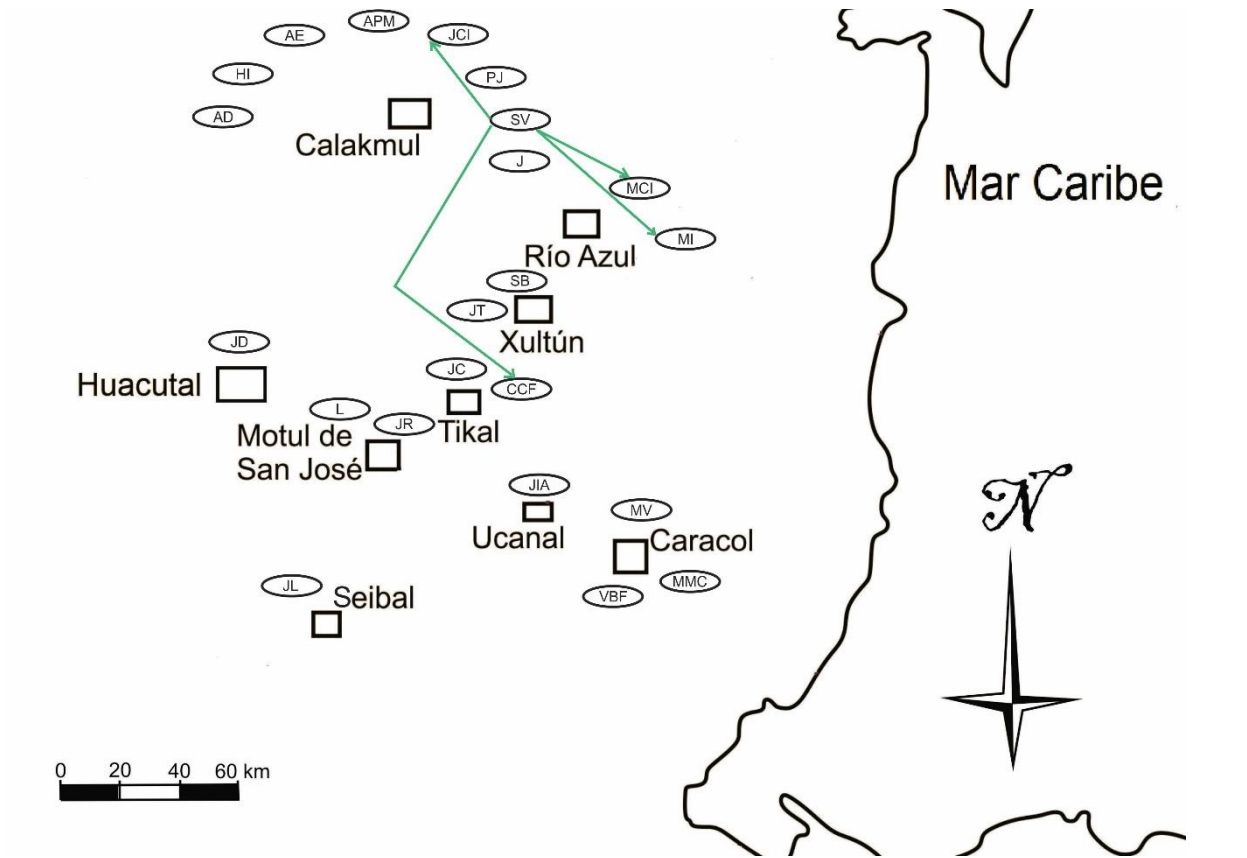 APM
AE
JCI
HI
PJ
AD
SV
Calakmul
J
MCI
Mar Caribe
MI
Río Azul
SB
JT
Xultún
JD
JC
Huacutal
CCF
L
JR
Tikal
Motul de
San José
JIA
MV
Ucanal
Caracol
JL
MMC
VBF
Seibal
N
0 20 40 60 km